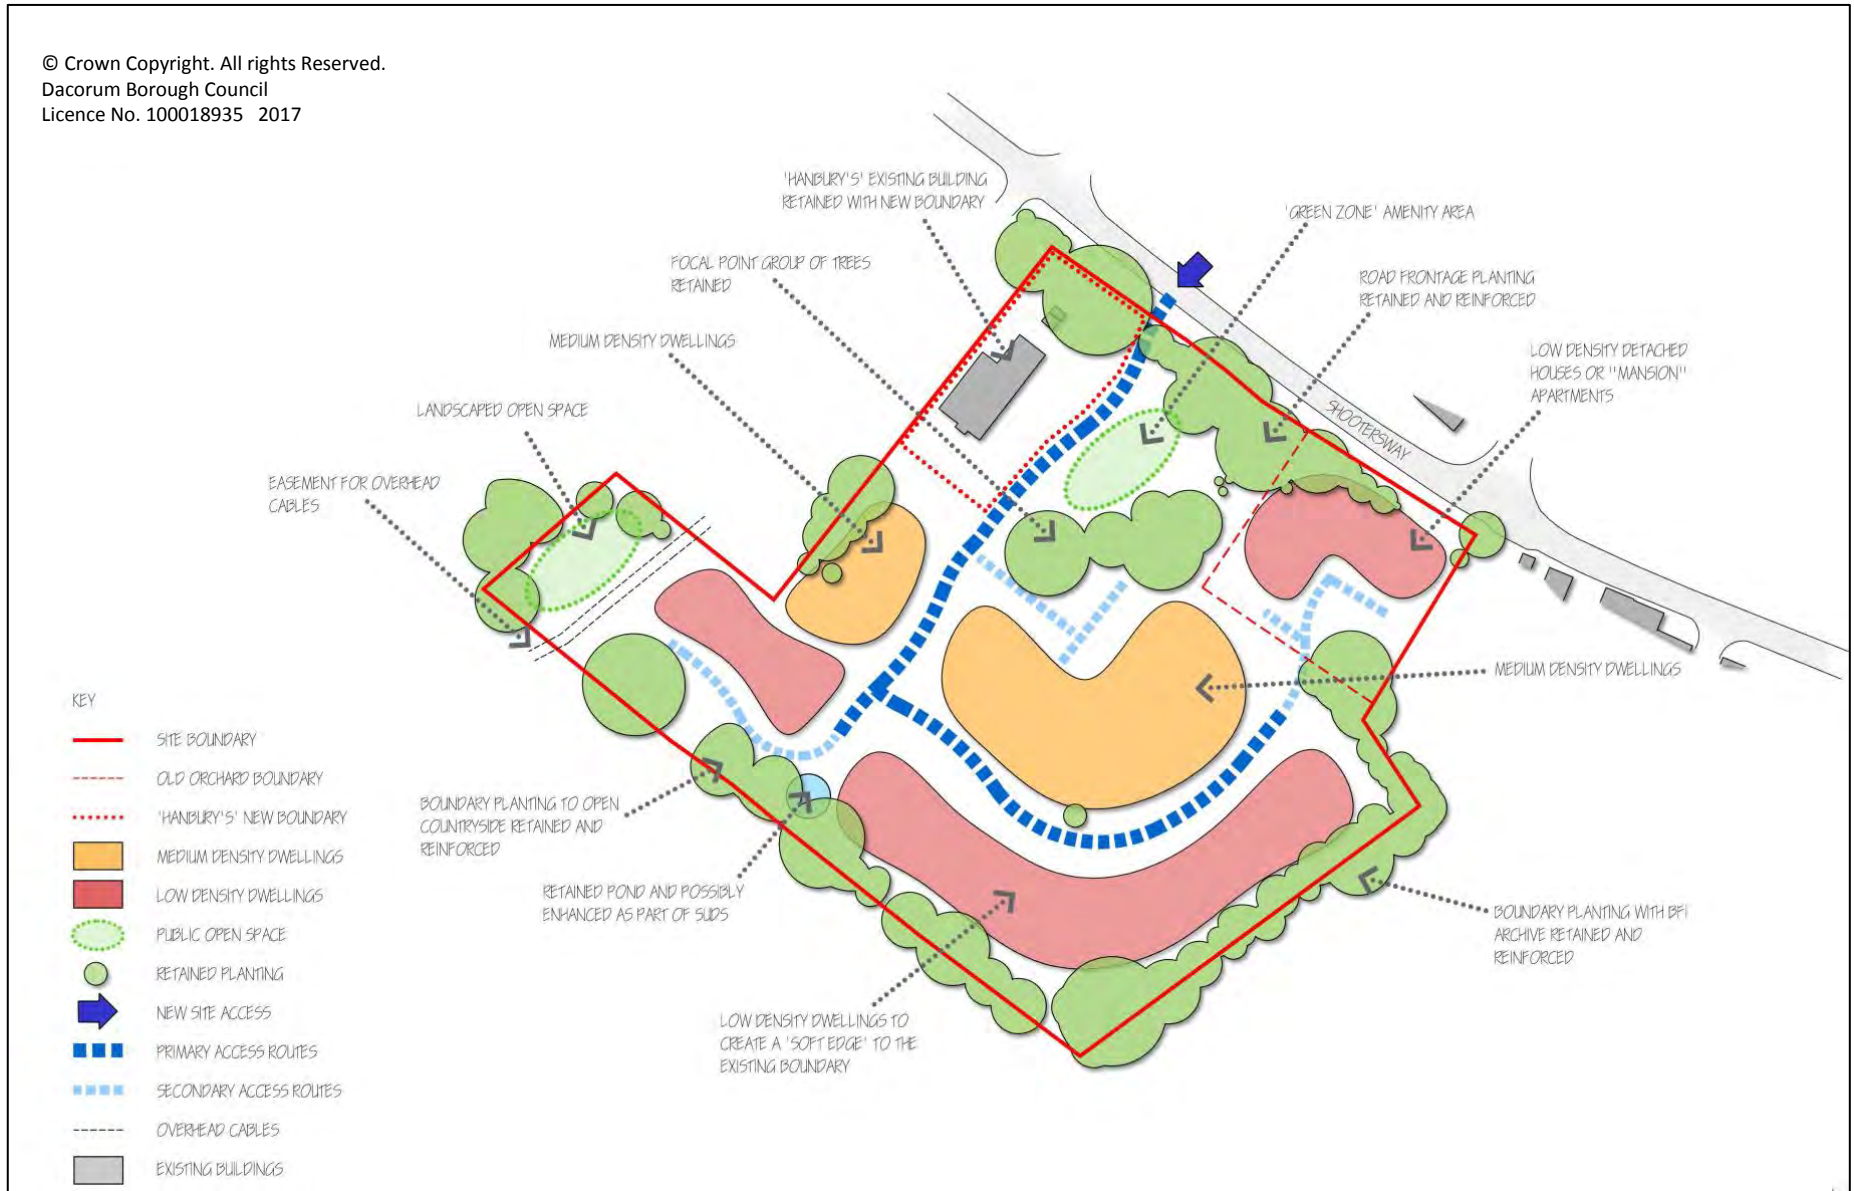 © Crown Copyright. All rights Reserved.
Dacorum Borough Council
Licence No. 100018935 2017
'HANBURY'S' EXISTING BUILDING
RETAINED WITH NEW BOUNDARY
'GREEN ZONE' AMENITY AREA
FOCAL POINT GROUP OF TREES
RETAINED
ROAD FRONTAGE PLANTING
RETAINED AND REINFORCED
MEDIUM DENSITY DWELLINGS
LOW DENSITY DETACHED
HOUSES OR "MANSION"
APARTMENTS
LANDSCAPED OPEN SPACE
SHOOTERSWAY
EASEMENT FOR OVERHEAD
CABLES
MEDIUM DENSITY DWELLINGS
BOUNDARY PLANTING TO OPEN
COUNTRYSIDE RETAINED AND
REINFORCED
RETAINED POND AND POSSIBLY
ENHANCED AS PART OF SUDS
BOUNDARY PLANTING WITH BFI
ARCHIVE RETAINED AND
REINFORCED
LOW DENSITY DWELLINGS TO
CREATE A 'SOFT EDGE' TO THE
EXISTING BOUNDARY
KEY
SITE BOUNDARY
OLD ORCHARD BOUNDARY
'HANBURY'S' NEW BOUNDARY
MEDIUM DENSITY DWELLINGS
LOW DENSITY DWELLINGS
PUBLIC OPEN SPACE
RETAINED PLANTING
NEW SITE ACCESS
PRIMARY ACCESS ROUTES
SECONDARY ACCESS ROUTES
OVERHEAD CABLES
EXISTING BUILDINGS